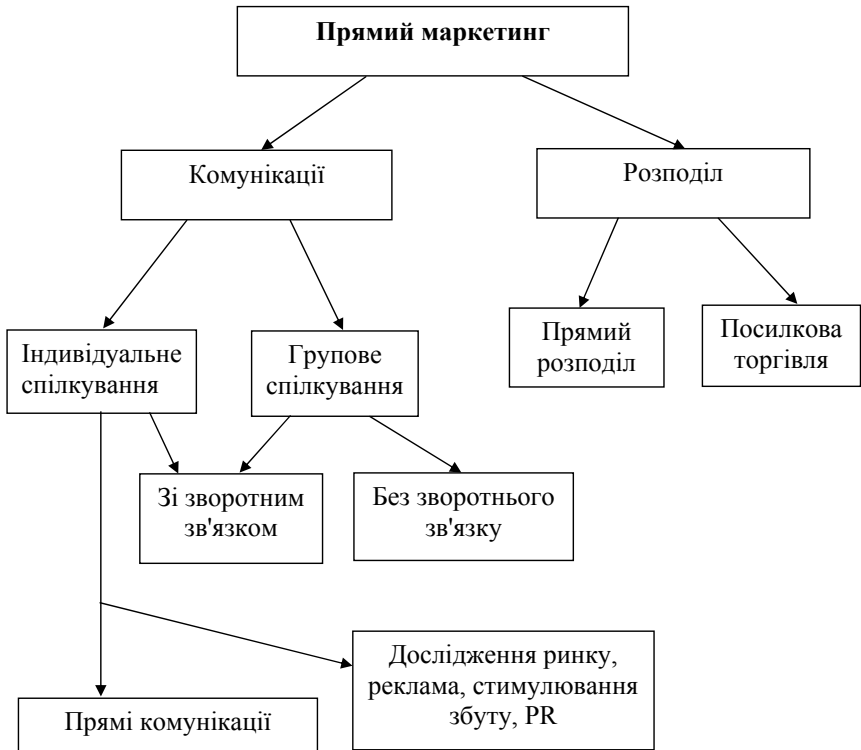 Прямий маркетинг
Комунікації
Розподіл
Індивідуальне
спілкування
Групове
спілкування
Прямий
розподіл
Посилкова
торгівля
Зі зворотним
зв'язком
Без зворотнього
зв'язку
Дослідження ринку,
реклама, стимулювання
збуту, PR
Прямі комунікації